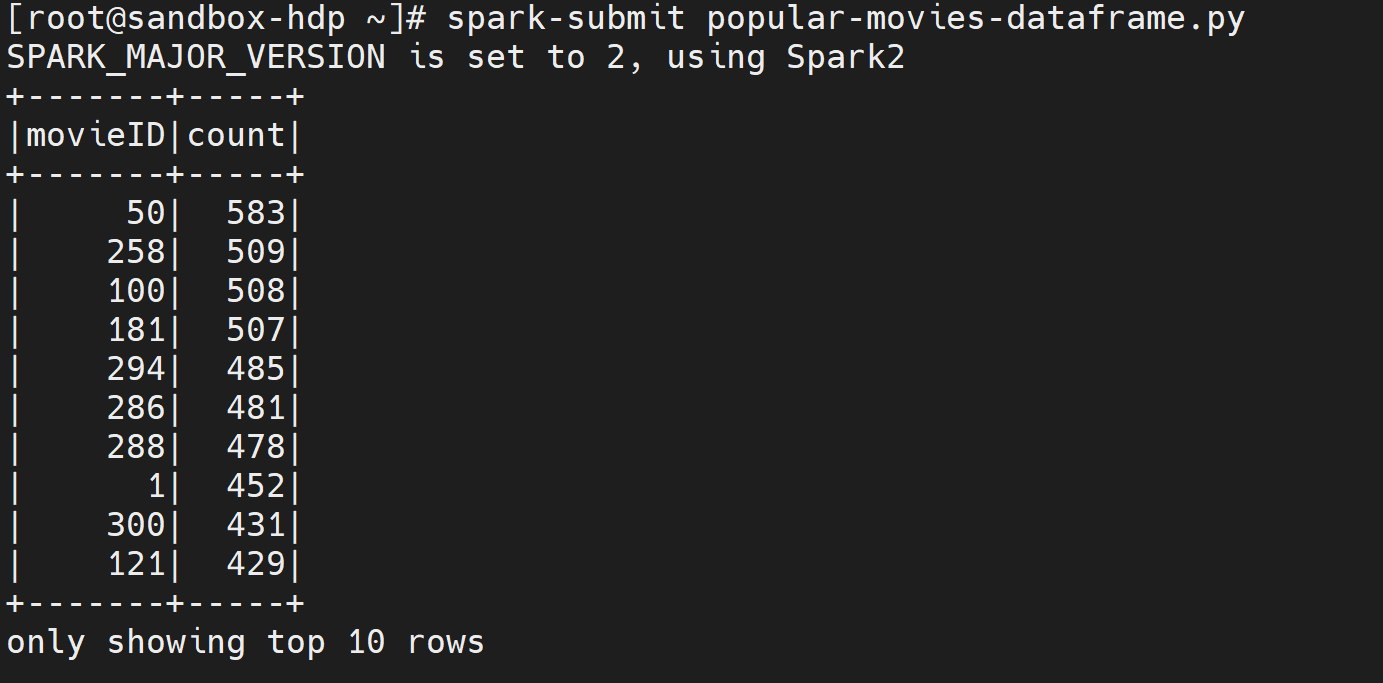 [root@sandbox-hdp ~]# spark-submit popular-movies-dataframe.py
SPARK_MAJOR_VERSION is set to 2, using Spark2
+-------+-----+
|movieID|count|
+-------+-----+
|     50|  583|
|    258|  509|
|    100|  508|
|    181|  507|
|    294|  485|
|    286|  481|
|    288|  478|
|      1|  452|
|    300|  431|
|    121|  429|
+-------+-----+
only showing top 10 rows